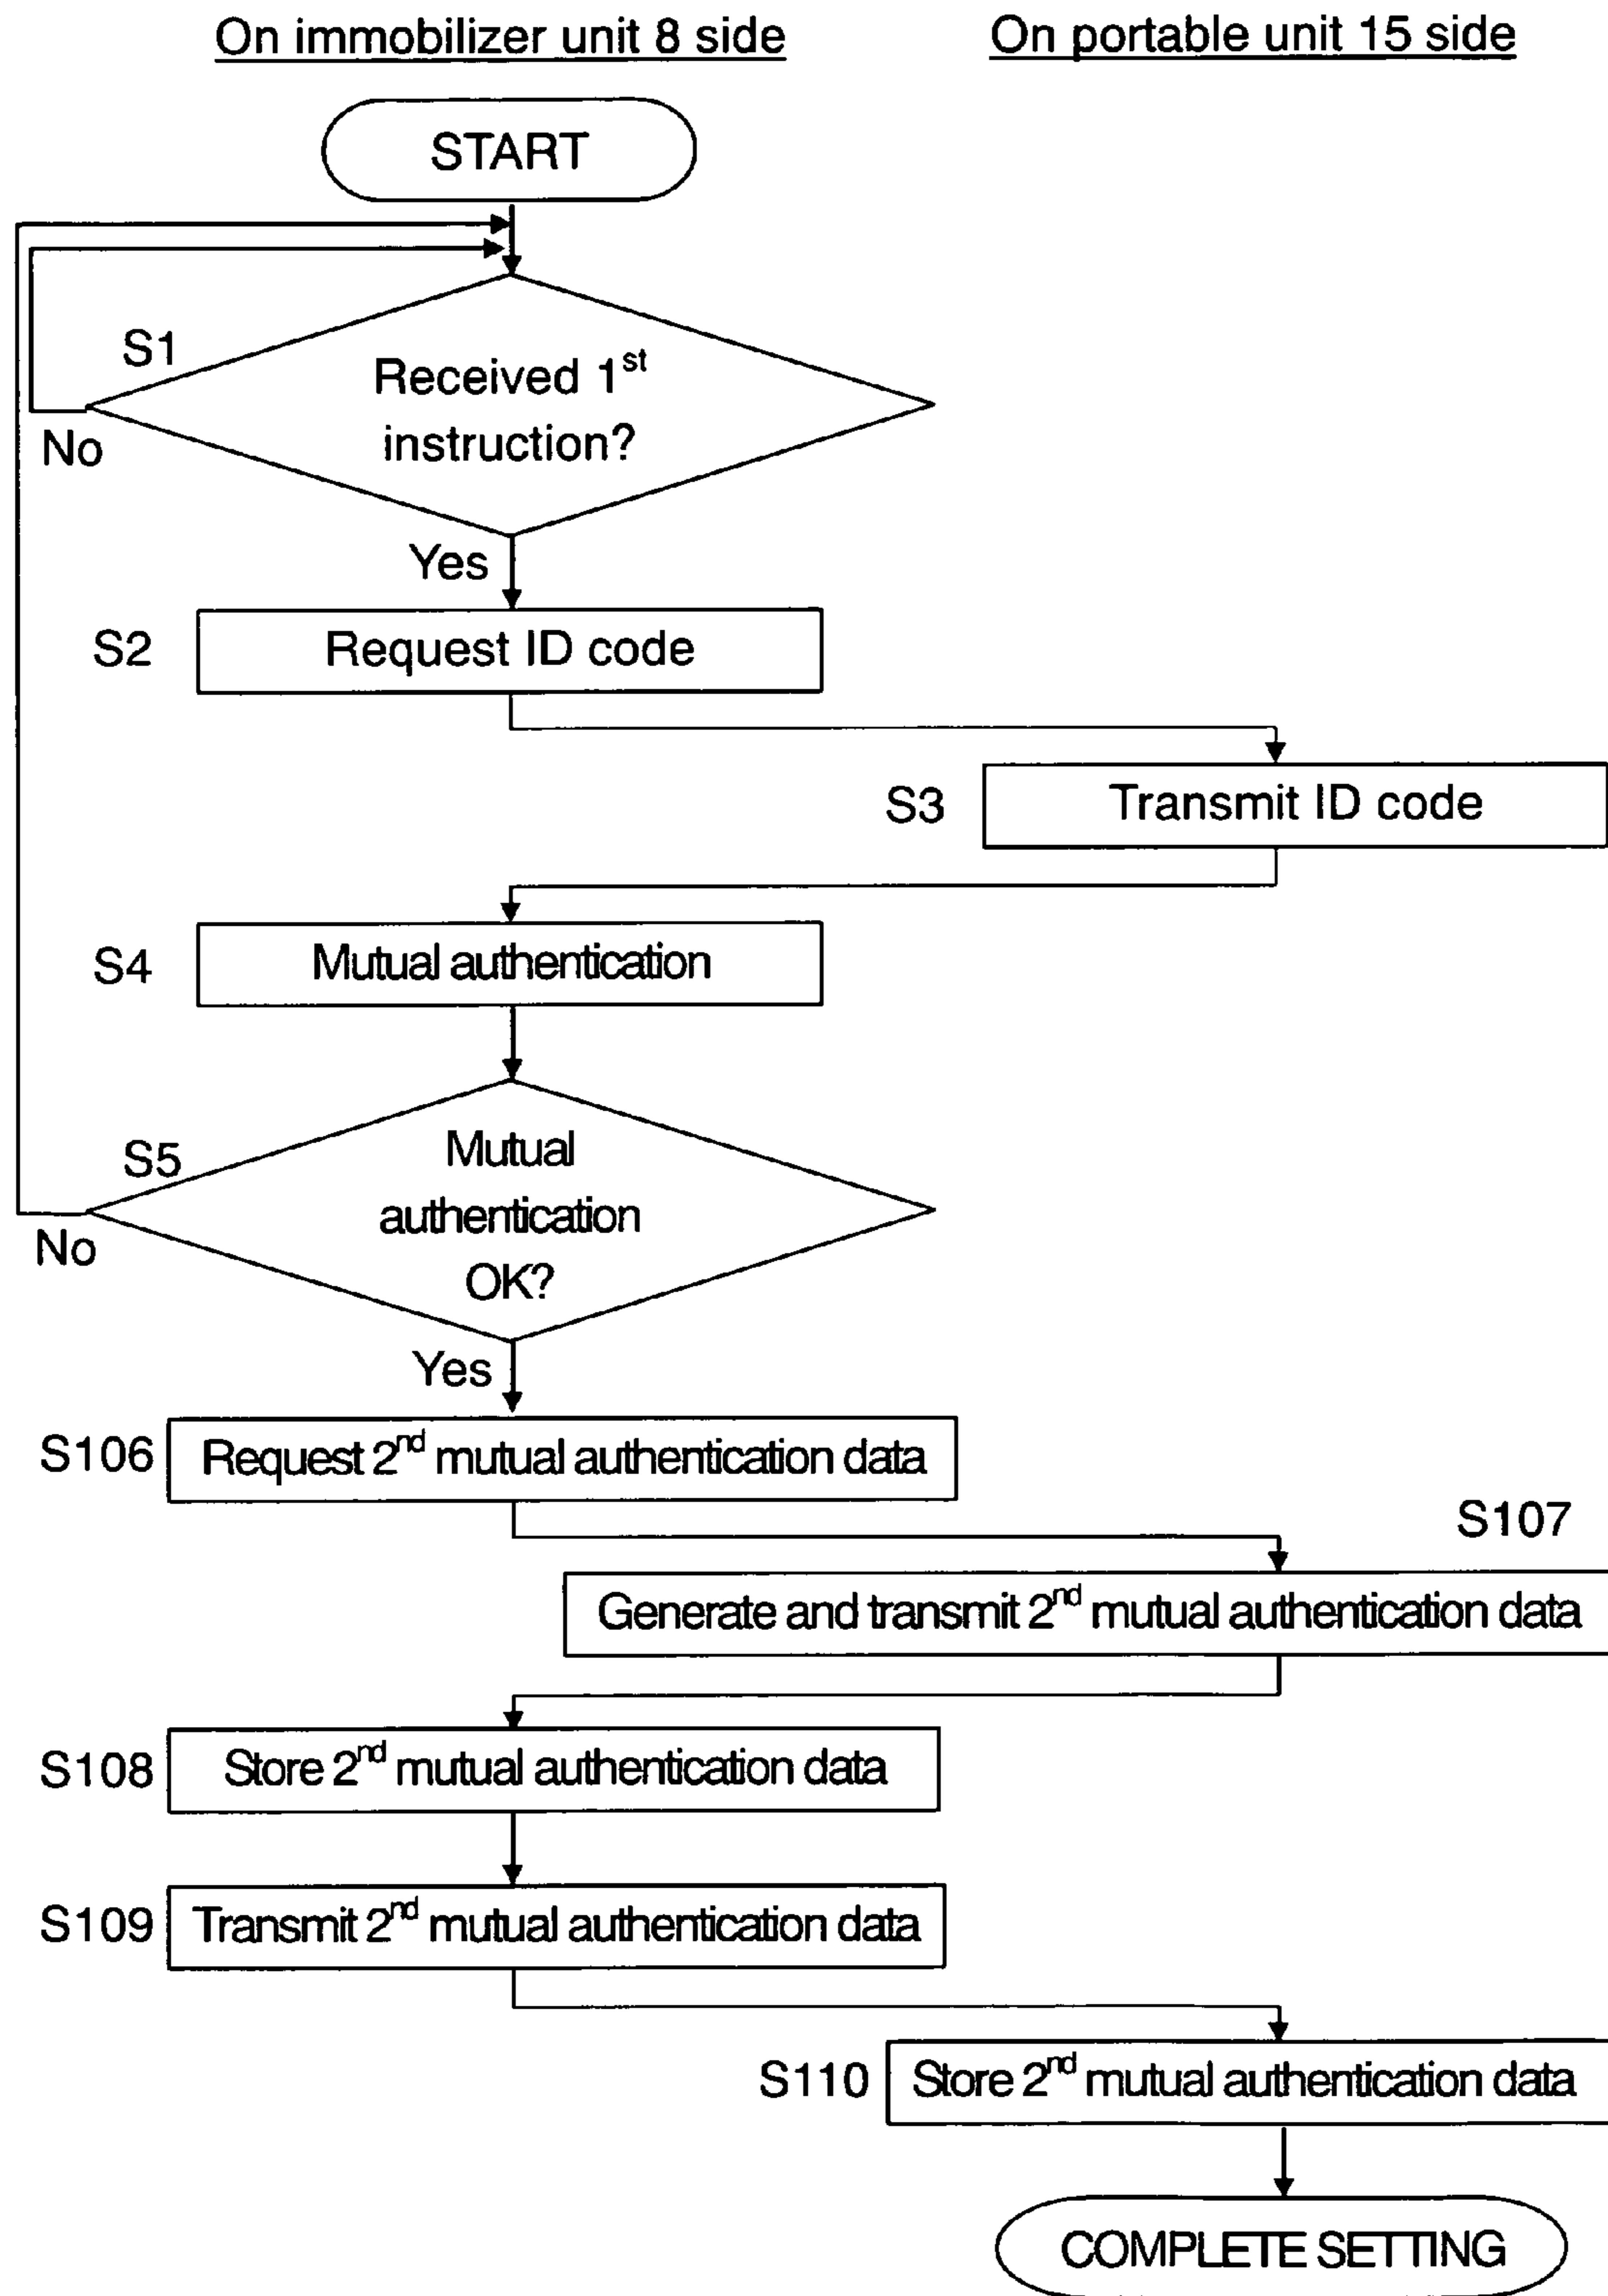 On immobilizer unit 8 side
On portable unit 15 side
START
S1
Received 1st
instruction?
No
Yes
S2
Request ID code
S3
Transmit ID code
S4
Mutual authentication
S5
Mutual
authentication
OK?
No
Yes
S106
Request 2nd mutual authentication data
S107
Generate and transmit 2nd mutual authentication data
S108
Store 2nd mutual authentication data
S109
Transmit 2nd mutual authentication data
S110
Store 2nd mutual authentication data
COMPLETE SETTING